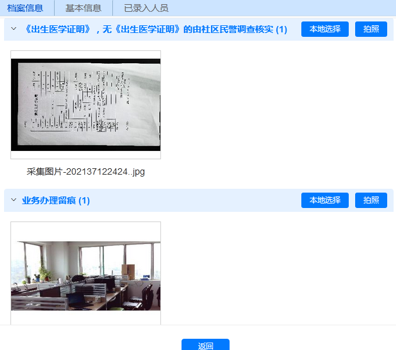 档案信息 基本信息 已录入人员
《出生医学证明》，无《出生医学证明》的由社区民警调查核实 (1) 本地选择 拍照
采集图片-202137122424..jpg
业务办理留痕 (1) 本地选择 拍照
返回